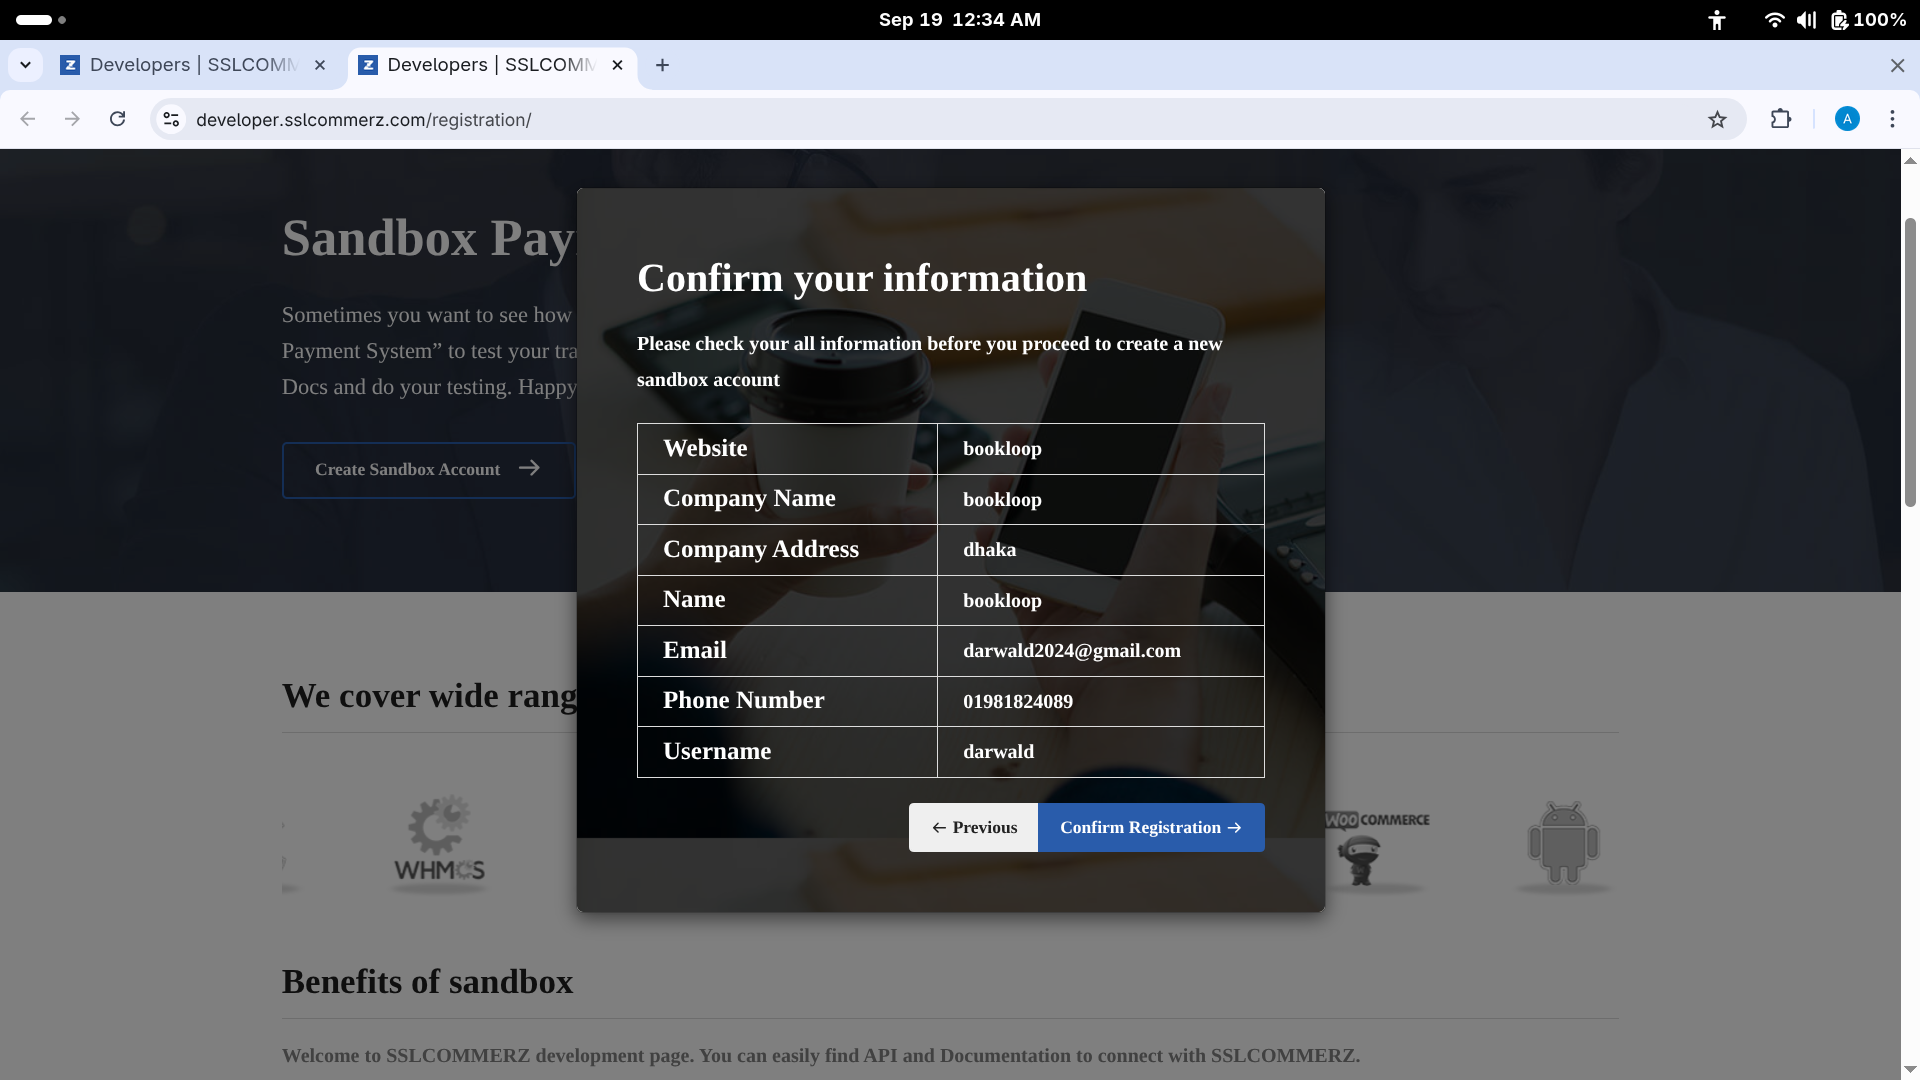 Sep 19 12:34 AM
100%
Developers | SSLCOMM
Developers | SSLCOMM
developer.sslcommerz.com/registration/
A
Sandbox Pay
Sometimes you want to see how
Payment System” to test your tra
Docs and do your testing. Happy
Create Sandbox Account
Confirm your information
Please check your all information before you proceed to create a new
sandbox account
Website bookloop
Company Name bookloop
Company Address dhaka
Name bookloop
Email darwald2024@gmail.com
Phone Number 01981824089
Username darwald
Previous Confirm Registration
We cover wide rang
WHMCS
WOO COMMERCE
Benefits of sandbox
Welcome to SSLCOMMERZ development page. You can easily find API and Documentation to connect with SSLCOMMERZ.